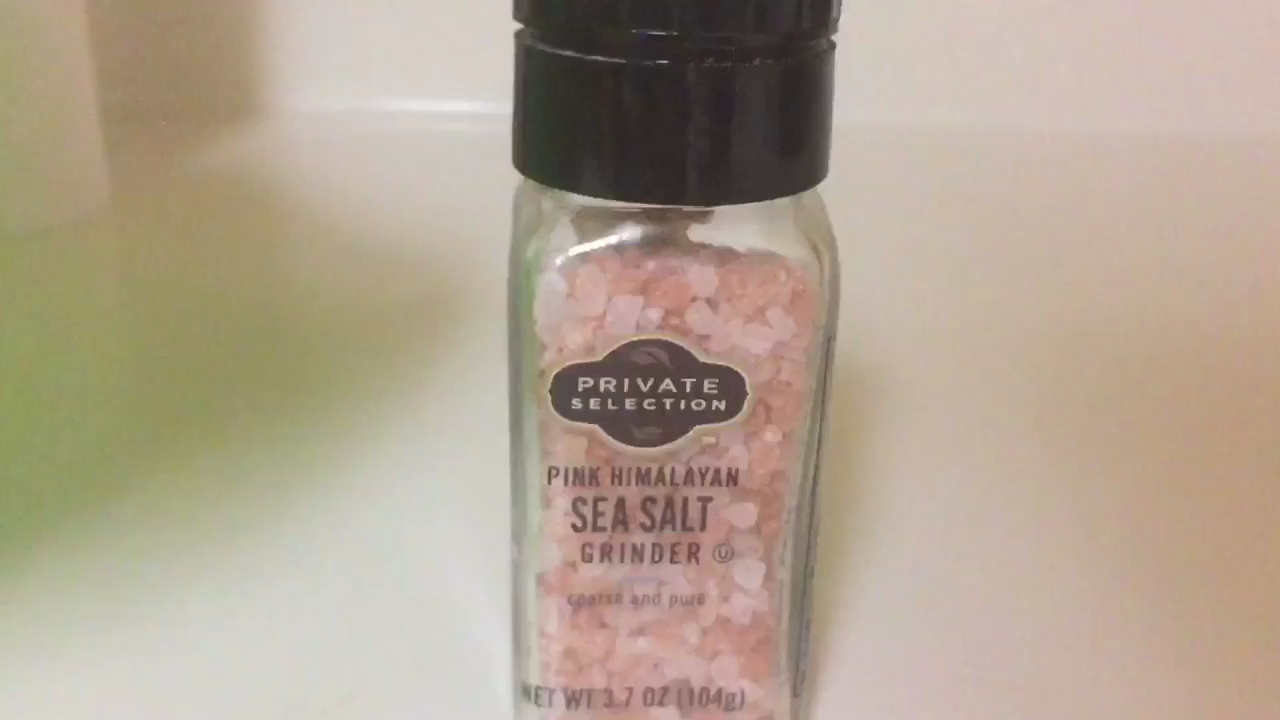 PRIVATE
SELECTION
PINK HIMALAYAN
SEA SALT
GRINDER Ⓤ
coarse and pure
NET WT 3.7 OZ (104g)